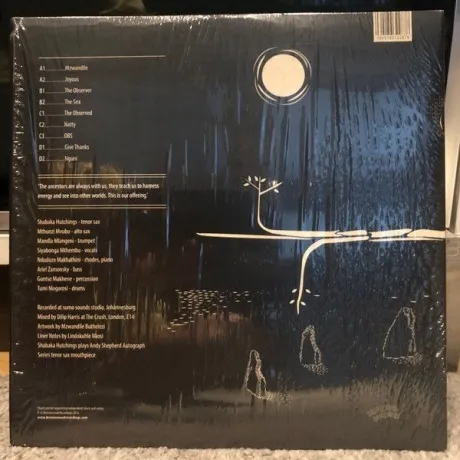 A1..........Mzwandile
A2..........Joyous
B1..........The Observer
B2..........The Sea
C1..........The Observed
C2..........Natty
C3..........OBS
D1..........Give Thanks
D2..........Nguni
'The ancestors are always with us, they teach us to harness
energy and see into other worlds. This is our offering.'
Shabaka Hutchings - tenor sax
Mthunzi Mvubu - alto sax
Mandla Mlangeni - trumpet
Siyabonga Mthembu - vocals
Nduduzo Makhathini - rhodes, piano
Ariel Zamonsky - bass
Gontse Makhene - percussion
Tumi Mogorosi - drums
Recorded at sumo sounds studio, Johannesburg
Mixed by Dilip Harris at The Crush, London, E14
Artwork by Mzwandile Buthelezi
Liner Notes by Lindokuhle Nkosi
Shabaka Hutchings plays Andy Shepherd Autograph
Series tenor sax mouthpiece